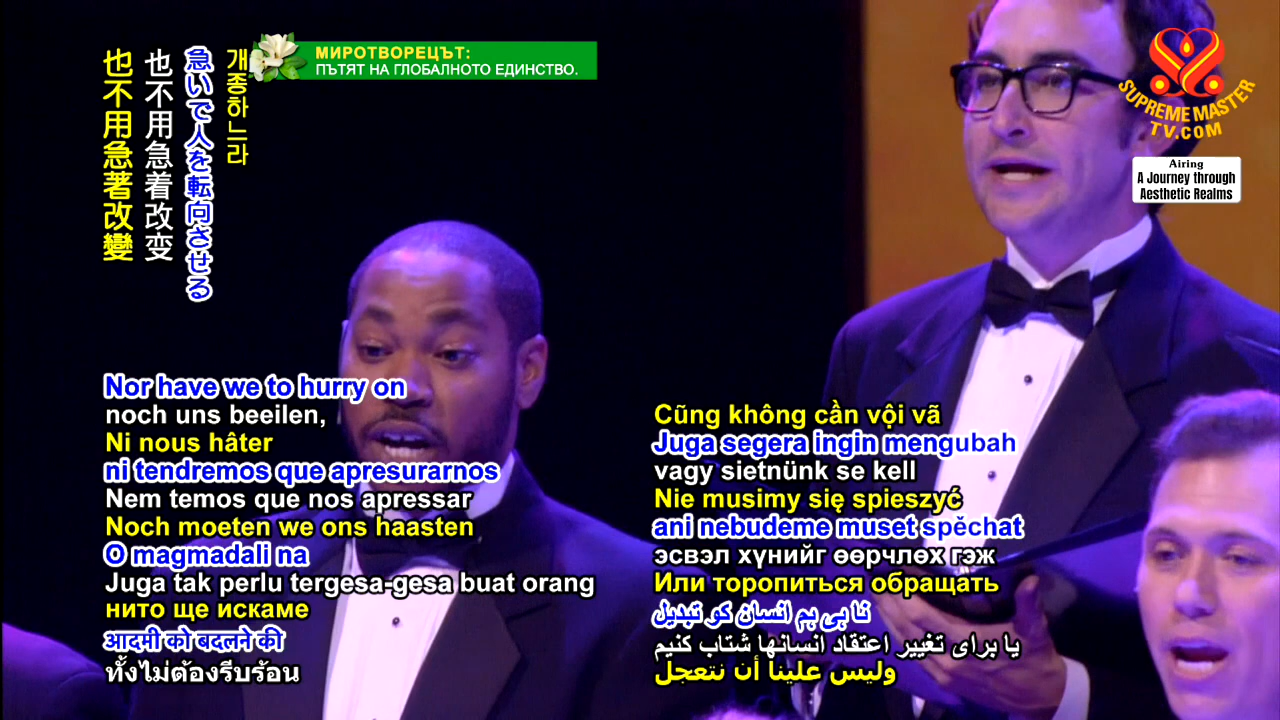 개종하느라
急いで人を転向させる
也不用急着改变
也不用急著改變
МИРОТВОРЕЦЪТ:
ПЪТЯТ НА ГЛОБАЛНОТО ЕДИНСТВО.
SUPREME MASTER
TV.COM
Airing
A Journey through
Aesthetic Realms
Nor have we to hurry on
noch uns beeilen,
Ni nous hâter
ni tendremos que apresurarnos
Nem temos que nos apressar
Noch moeten we ons haasten
O magmadali na
Juga tak perlu tergesa-gesa buat orang
нито ще искаме
आदमी को बदलने की
ทั้งไม่ต้องรีบร้อน
Cũng không cần vội vã
Juga segera ingin mengubah
vagy sietnünk se kell
Nie musimy się spieszyć
ani nebudeme muset spěchat
эсвэл хүнийг өөрчлөх гэж
Или торопиться обращать
نا ہی ہم انسان کو تبدیل
یا برای تغییر اعتقاد انسانها شتاب کنیم
وليس علينا أن نتعجل